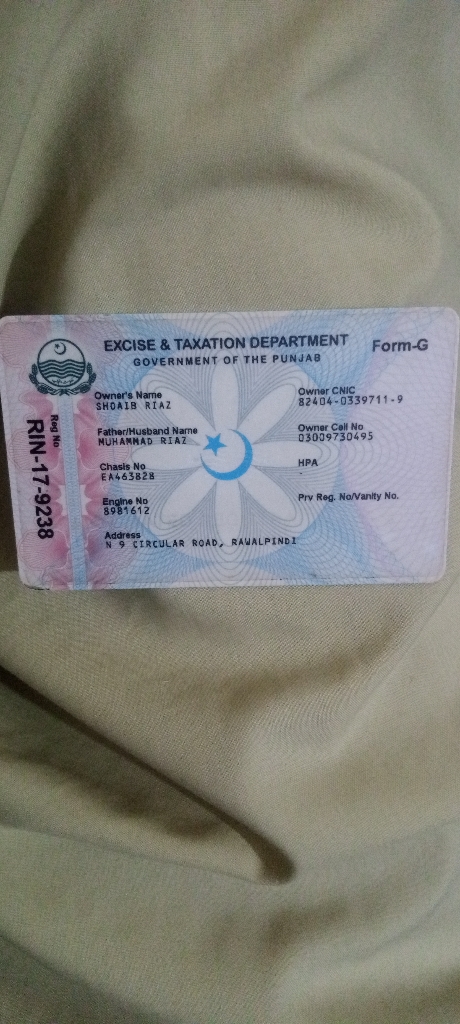 EXCISE & TAXATION DEPARTMENT
GOVERNMENT OF THE PUNJAB
Form-G
Reg No
RIN-17-9238
Owner's Name
SHOAIB RIAZ
Owner CNIC
82404-0339711-9
Father/Husband Name
MUHAMMAD RIAZ
Owner Cell No
03009730495
Chasis No
EA463828
HPA
-
Engine No
8981612
Prv Reg. No/Vanity No.
Address
N 9 CIRCULAR ROAD, RAWALPINDI